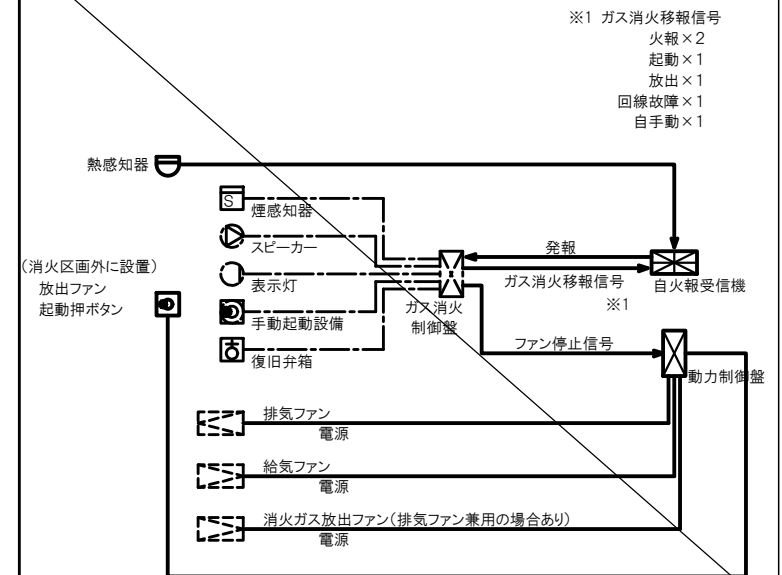 ※1 ガス消火移報信号
火報×2
起動×1
放出×1
回線故障×1
自手動×1
熱感知器
S
煙感知器
スピーカー
(消火区画外に設置)
放出ファン
起動押ボタン
表示灯
手動起動設備
復旧弁箱
ガス消火
制御盤
発報
ガス消火移報信号
※1
自火報受信機
ファン停止信号
動力制御盤
排気ファン
電源
給気ファン
電源
消火ガス放出ファン(排気ファン兼用の場合あり)
電源